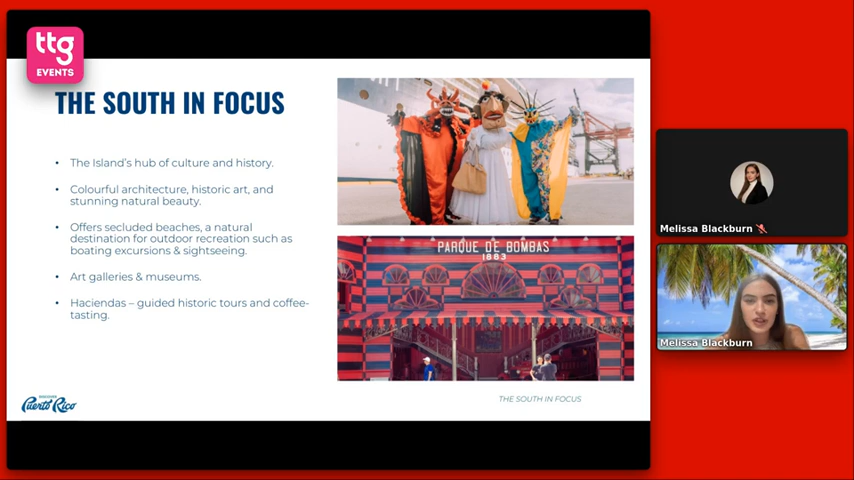 ttg
EVENTS
THE SOUTH IN FOCUS
• The Island's hub of culture and history.
• Colourful architecture, historic art, and
stunning natural beauty.
• Offers secluded beaches, a natural
destination for outdoor recreation such as
boating excursions & sightseeing.
• Art galleries & museums.
• Haciendas – guided historic tours and coffee-
tasting.
PARQUE DE BOMBAS
1883
DISCOVER
Puerto Rico
THE SOUTH IN FOCUS
Melissa Blackburn
Melissa Blackburn